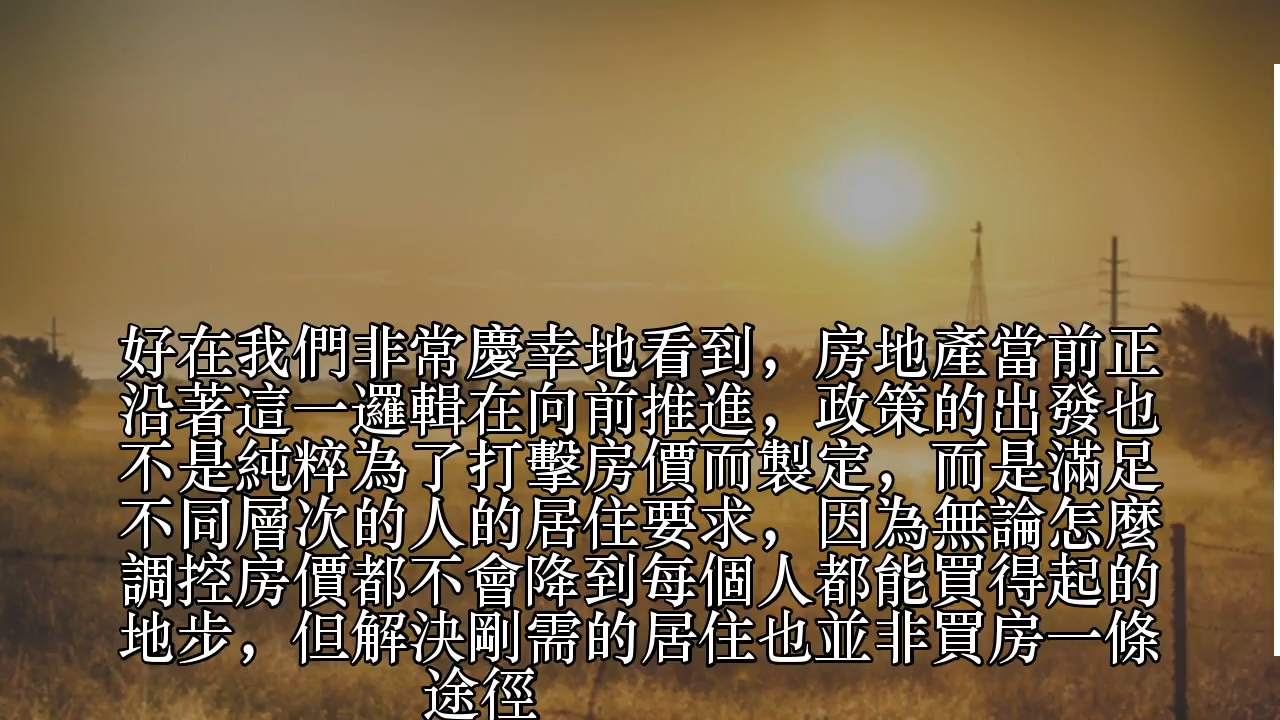 好在我們非常慶幸地看到，房地產當前正
沿著這一邏輯在向前推進，政策的出發也
不是純粹為了打擊房價而製定，而是滿足
不同層次的人的居住要求，因為無論怎麼
調控房價都不會降到每個人都能買得起的
地步，但解決剛需的居住也並非買房一條
途徑